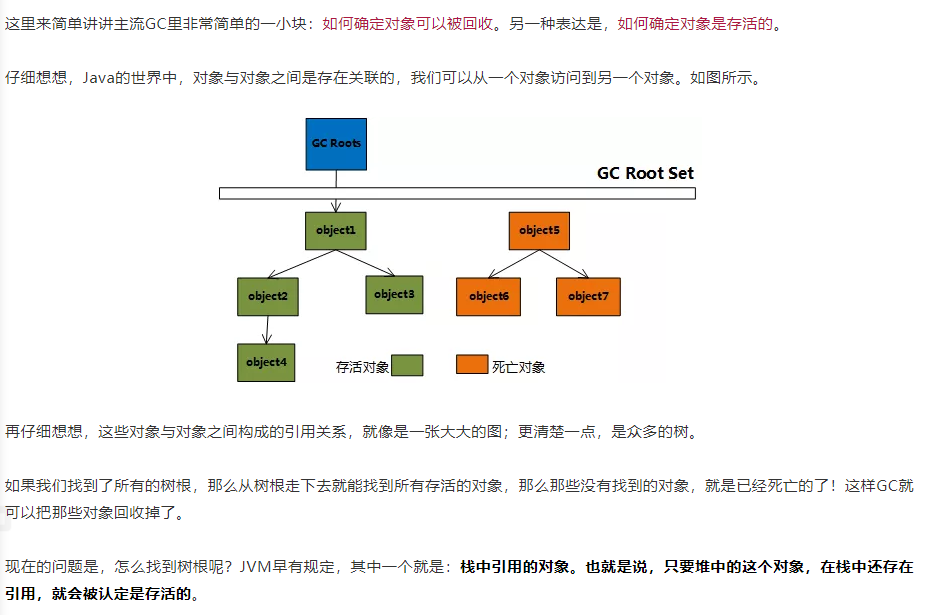 这里来简单讲讲主流GC里非常简单的一小块：如何确定对象可以被回收。另一种表达是，如何确定对象是存活的。
仔细想想，Java的世界中，对象与对象之间是存在关联的，我们可以从一个对象访问到另一个对象。如图所示。
GC Roots
GC Root Set
object1
object5
object2
object3
object6
object7
object4
存活对象
死亡对象
再仔细想想，这些对象与对象之间构成的引用关系，就像是一张大大的图；更清楚一点，是众多的树。
如果我们找到了所有的树根，那么从树根走下去就能找到所有存活的对象，那么那些没有找到的对象，就是已经死亡的了！这样GC就
可以把那些对象回收掉了。
现在的问题是，怎么找到树根呢？JVM早有规定，其中一个就是：栈中引用的对象。也就是说，只要堆中的这个对象，在栈中还存在
引用，就会被认定是存活的。